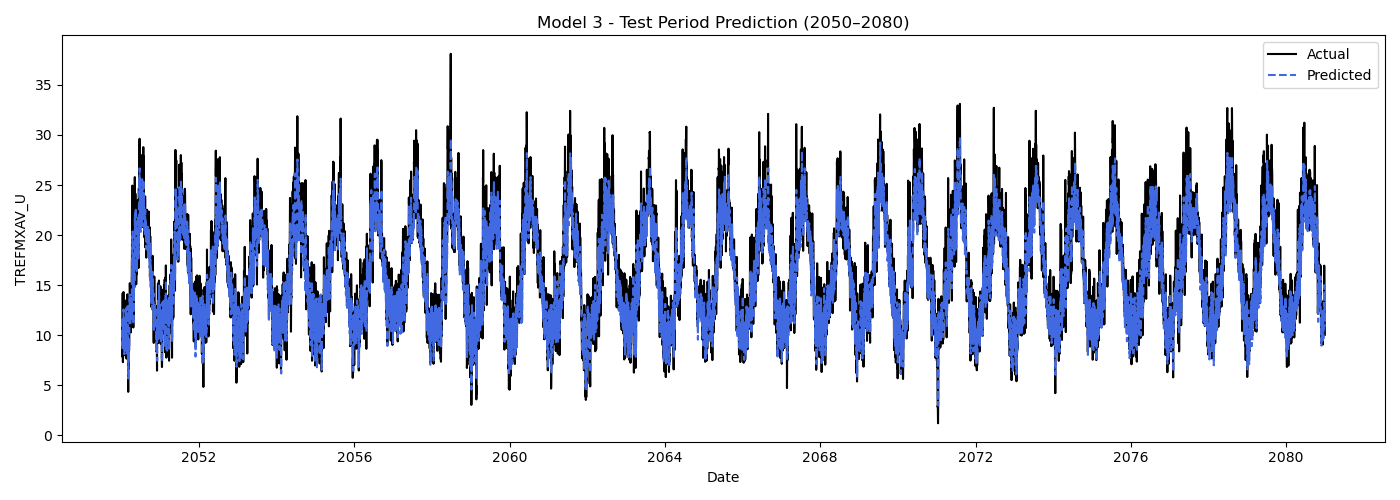 Model 3 - Test Period Prediction (2050–2080)
Actual
Predicted
TREFMXAV_U
35
30
25
20
15
10
5
0
2052 2056 2060 2064 2068 2072 2076 2080
Date